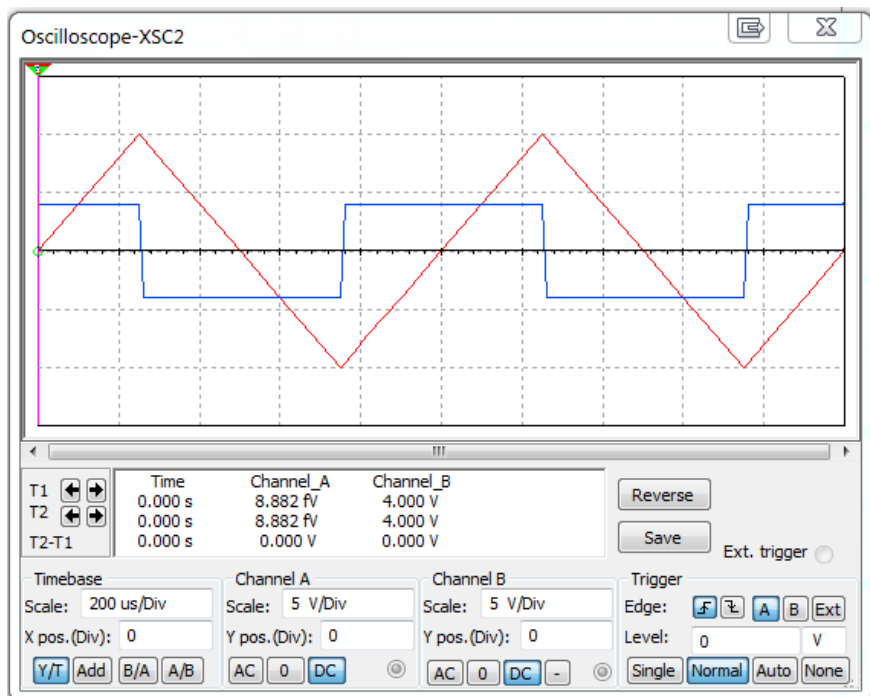 Oscilloscope-XSC2
Time Channel_A Channel_B
T1 0.000 s 8.882 fV 4.000 V
T2 0.000 s 8.882 fV 4.000 V
T2-T1 0.000 s 0.000 V 0.000 V
Reverse
Save
Ext. trigger
Timebase
Scale: 200 us/Div
X pos.(Div): 0
Y/T Add B/A A/B
Channel A
Scale: 5 V/Div
Y pos.(Div): 0
AC 0 DC
Channel B
Scale: 5 V/Div
Y pos.(Div): 0
AC 0 DC -
Trigger
Edge: A B Ext
Level: 0 V
Single Normal Auto None